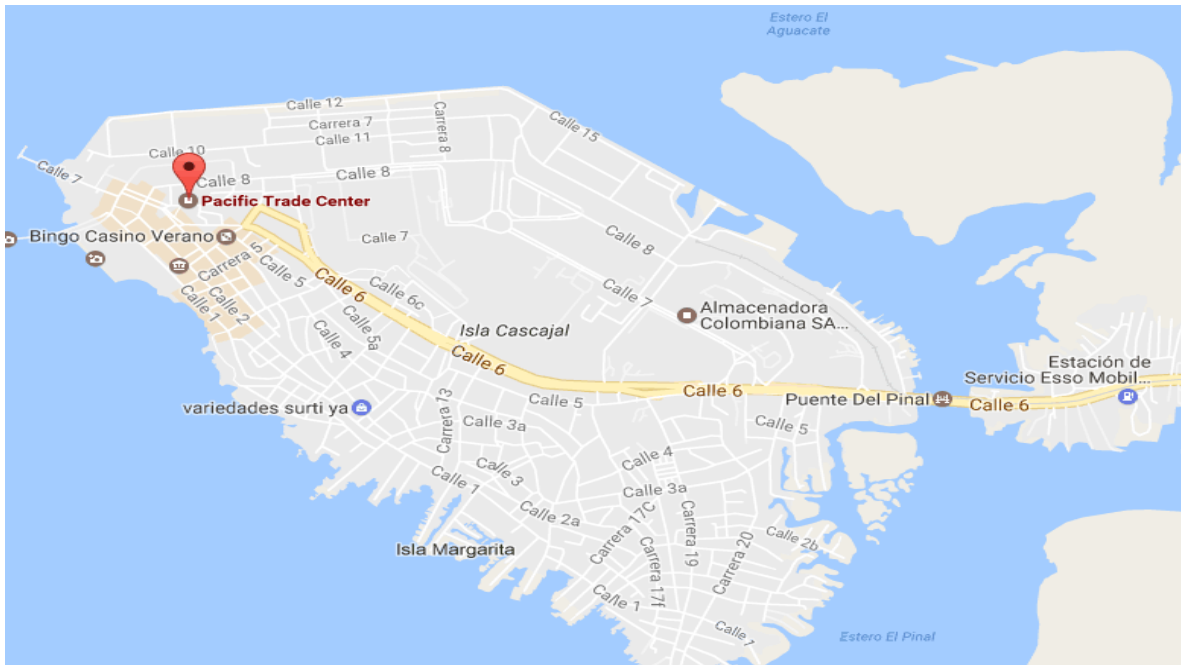 Estero El
Aguacate
Calle 12
Carrera 7
Calle 11
Carrera 8
Calle 15
Calle 10
Calle 7
Calle 8
Calle 8
Pacific Trade Center
Bingo Casino Verano
Calle 7
Calle 8
Carrera 5
Calle 5
Calle 6
Calle 6c
Calle 7
Calle 1
Calle 2
Calle 4
Calle 5a
Isla Cascajal
Almacenadora
Colombiana SA...
Calle 6
Estación de
Servicio Esso Mobil...
Calle 6
Puente Del Pinal
Calle 6
variedades surti ya
Calle 5
Carrera 13
Calle 3a
Calle 5
Calle 4
Calle 3
Calle 1
Calle 3a
Calle 2a
Carrera 17C
Carrera 19
Carrera 20
Calle 2b
Isla Margarita
Carrera 17f
Calle 1
Calle 1
Estero El Pinal